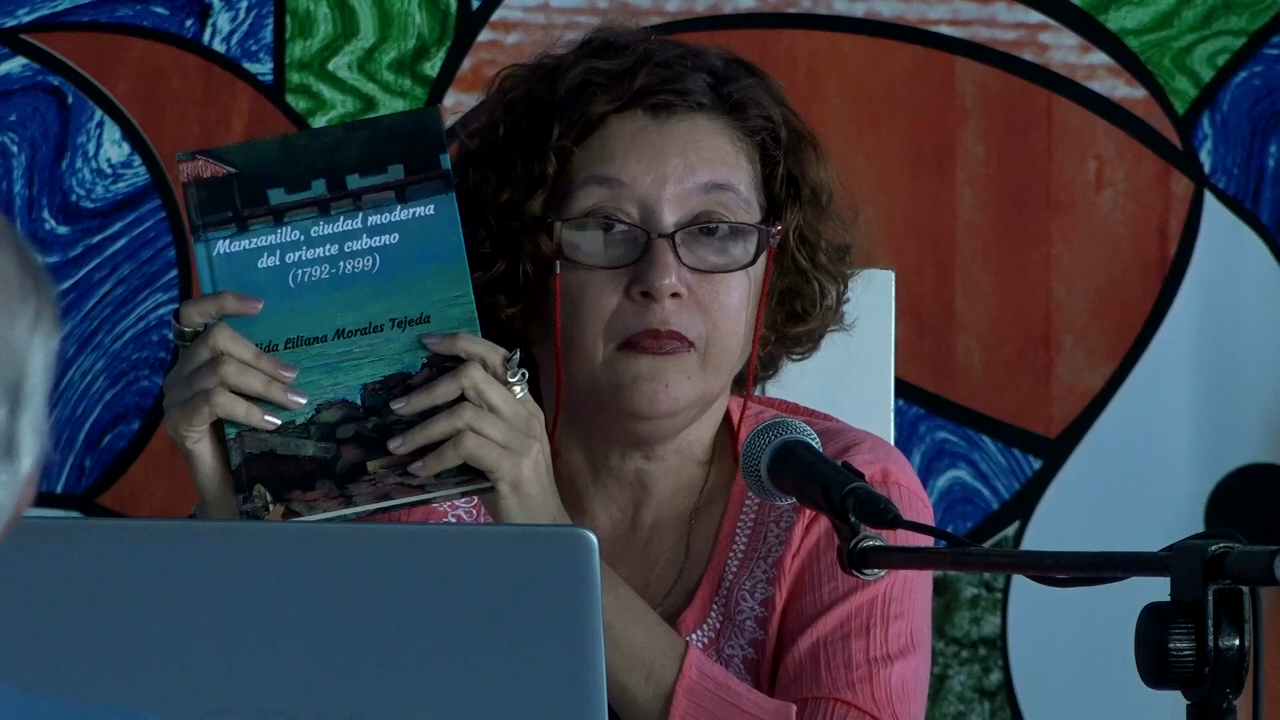 Manzanillo, ciudad moderna
del oriente cubano
(1792-1899)
Liliana Morales Tejeda